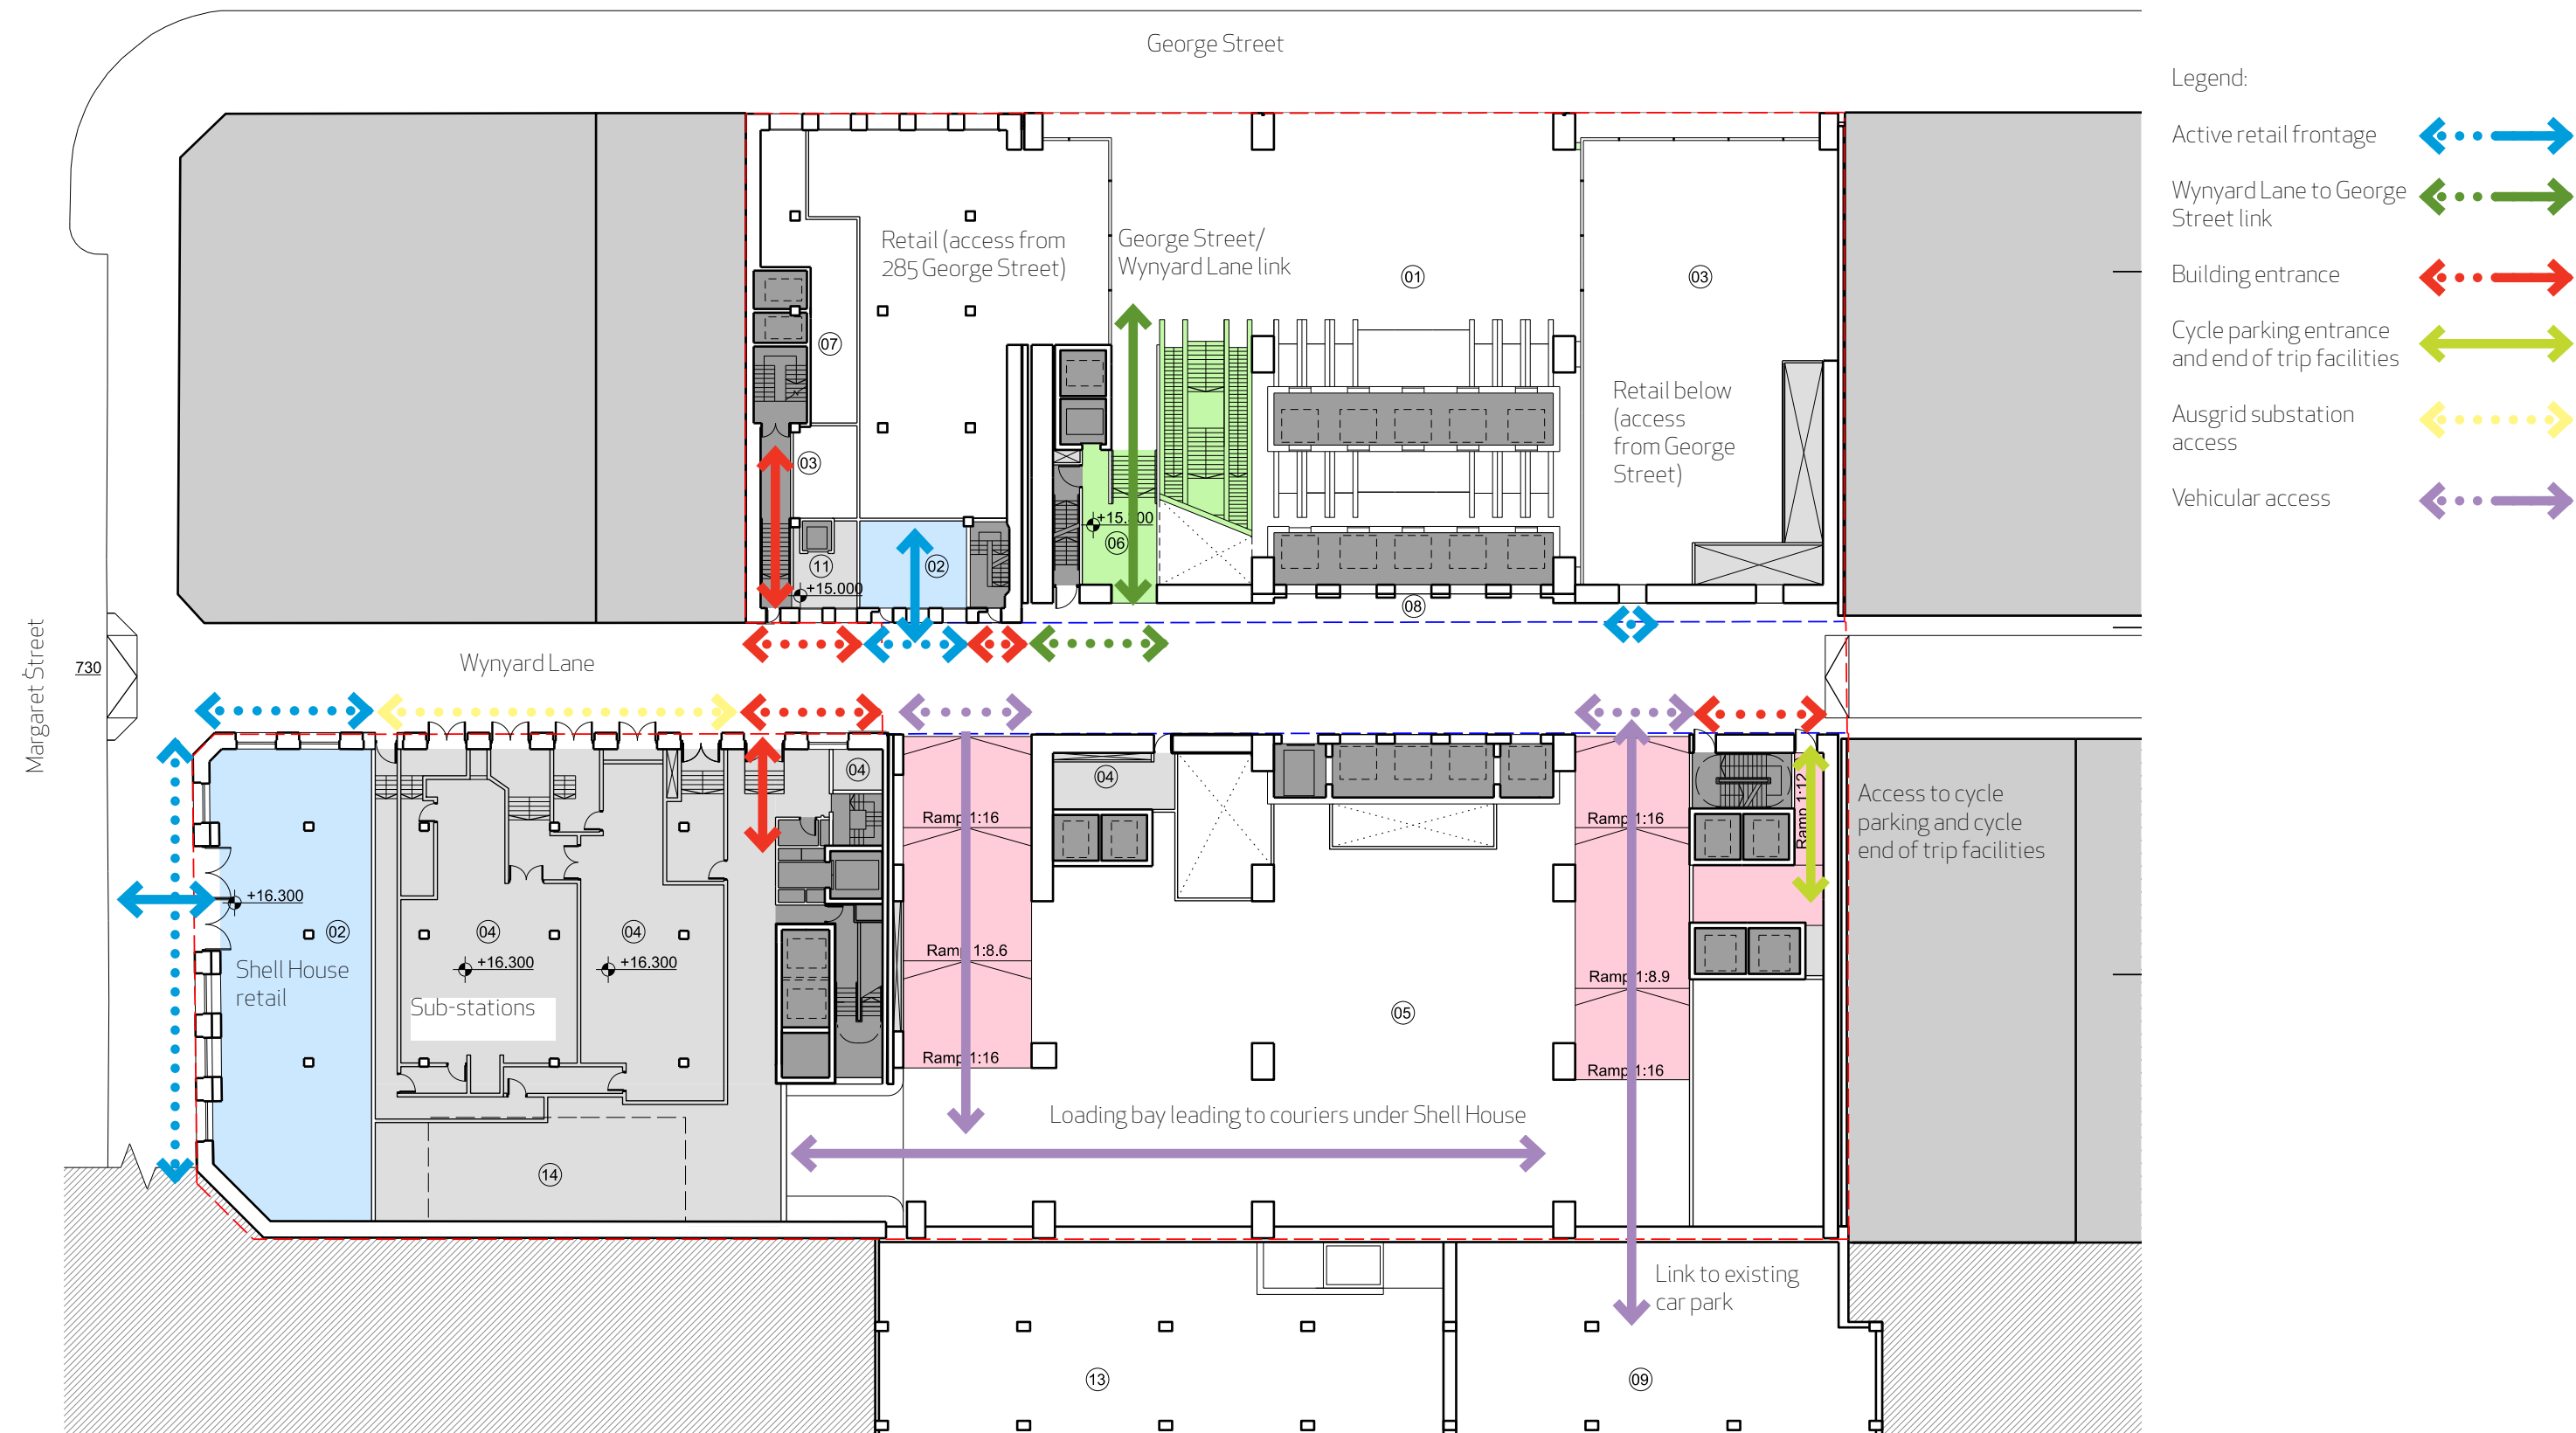 George Street
Legend:
Active retail frontage
Wynyard Lane to George
Street link
Building entrance
Cycle parking entrance
and end of trip facilities
Ausgrid substation
access
Vehicular access
Retail (access from
285 George Street)
George Street/
Wynyard Lane link
01
03
07
Retail below
(access
from George
Street)
03
06
11
02
+15.000
08
Margaret Street
730
Wynyard Lane
04
04
Ramp 1:16
Ramp 1:16
Ramp 1:12
Access to cycle
parking and cycle
end of trip facilities
+16.300
02
04
04
+16.300
+16.300
Shell House
retail
Sub-stations
Ramp 1:8.6
Ramp 1:8.9
05
Ramp 1:16
Ramp 1:16
Loading bay leading to couriers under Shell House
14
Link to existing
car park
13
09